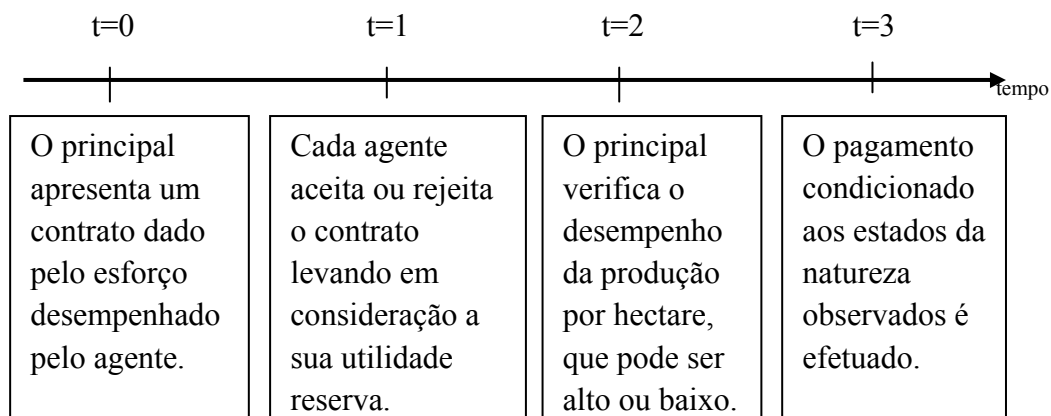 t=0 t=1 t=2 t=3
tempo
O principal
apresenta um
contrato dado
pelo esforço
desempenhado
pelo agente.
Cada agente
aceita ou rejeita
o contrato
levando em
consideração a
sua utilidade
reserva.
O principal
verifica o
desempenho
da produção
por hectare,
que pode ser
alto ou baixo.
O pagamento
condicionado
aos estados da
natureza
observados é
efetuado.